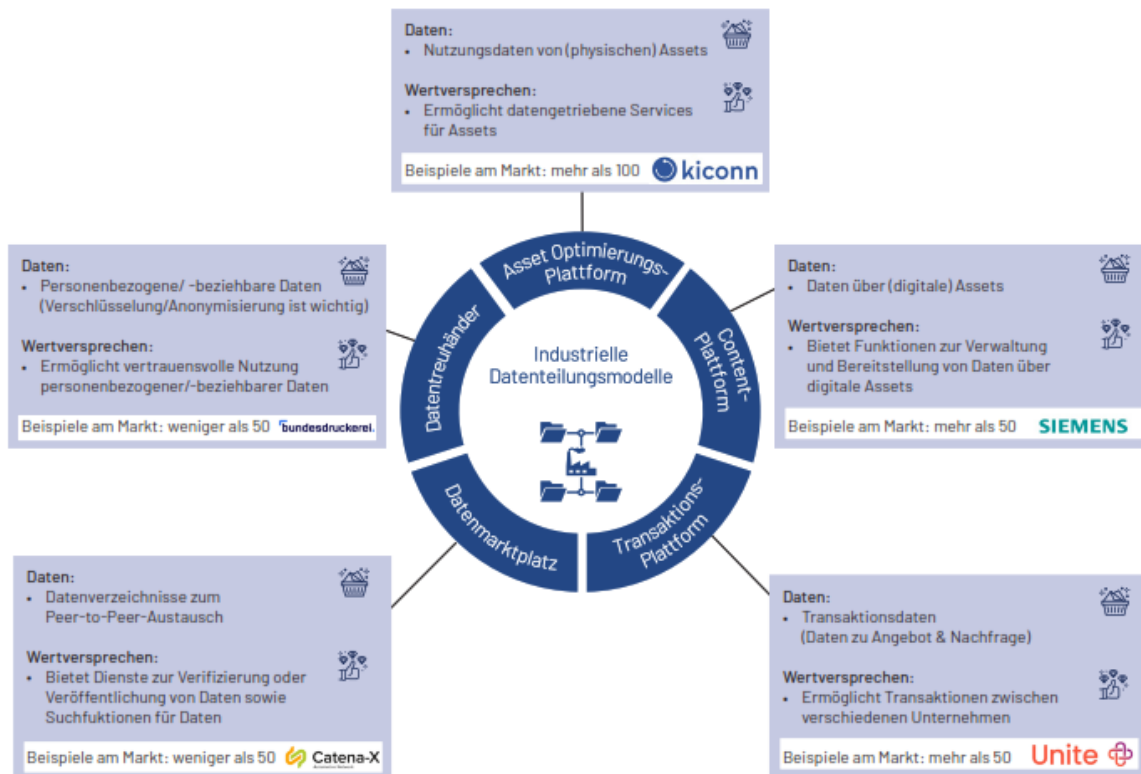 Daten:
• Nutzungsdaten von (physischen) Assets
Wertversprechen:
• Ermöglicht datengetriebene Services
für Assets
Beispiele am Markt: mehr als 100 kiconn
Daten:
• Personenbezogene/ -beziehbare Daten
(Verschlüsselung/Anonymisierung ist wichtig)
Wertversprechen:
• Ermöglicht vertrauensvolle Nutzung
personenbezogener/-beziehbarer Daten
Beispiele am Markt: weniger als 50 bundesdruckerei.
Asset Optimierungs-
Plattform
Datentreuhänder
Industrielle
Datenteilungsmodelle
Content-
Plattform
Datenmarktplatz
Transaktions-
Plattform
Daten:
• Daten über (digitale) Assets
Wertversprechen:
• Bietet Funktionen zur Verwaltung
und Bereitstellung von Daten über
digitale Assets
Beispiele am Markt: mehr als 50 SIEMENS
Daten:
• Datenverzeichnisse zum
Peer-to-Peer-Austausch
Wertversprechen:
• Bietet Dienste zur Verifizierung oder
Veröffentlichung von Daten sowie
Suchfuktionen für Daten
Beispiele am Markt: weniger als 50 Catena-X
Daten:
• Transaktionsdaten
(Daten zu Angebot & Nachfrage)
Wertversprechen:
• Ermöglicht Transaktionen zwischen
verschiedenen Unternehmen
Beispiele am Markt: mehr als 50 Unite